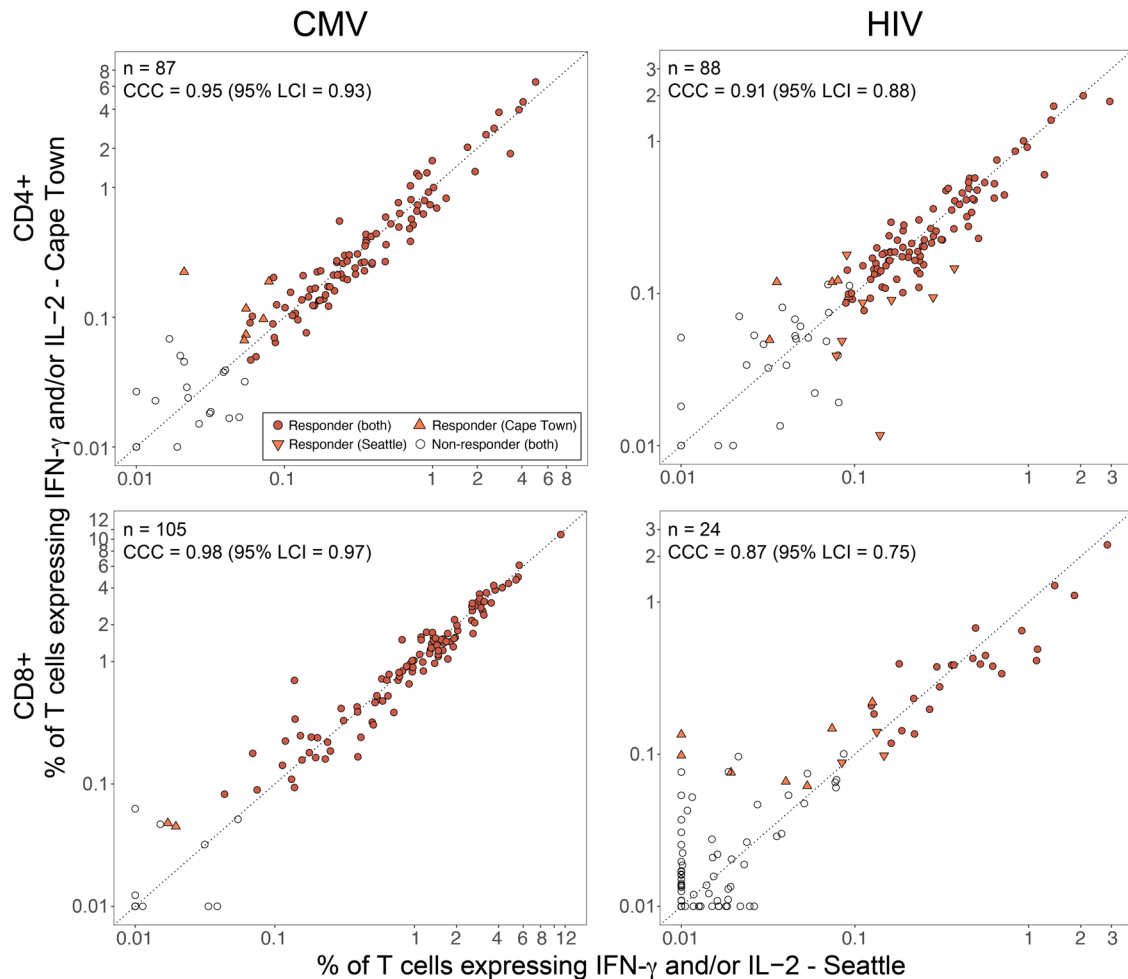 CMV
HIV
CD4+
CD8+
% of T cells expressing IFN-γ and/or IL−2 - Cape Town
n = 87
CCC = 0.95 (95% LCI = 0.93)
8
6
4
2
1
0.1
0.01
Responder (both)
Responder (Cape Town)
Responder (Seattle)
Non-responder (both)
0.01
0.1
1
2
4
6
8
n = 88
CCC = 0.91 (95% LCI = 0.88)
3
2
1
0.1
0.01
0.01
0.1
1
2
3
n = 105
CCC = 0.98 (95% LCI = 0.97)
12
10
8
6
4
2
1
0.1
0.01
0.01
0.1
1
2
4
6
8
12
n = 24
CCC = 0.87 (95% LCI = 0.75)
3
2
1
0.1
0.01
0.01
0.1
1
2
3
% of T cells expressing IFN-γ and/or IL−2 - Seattle